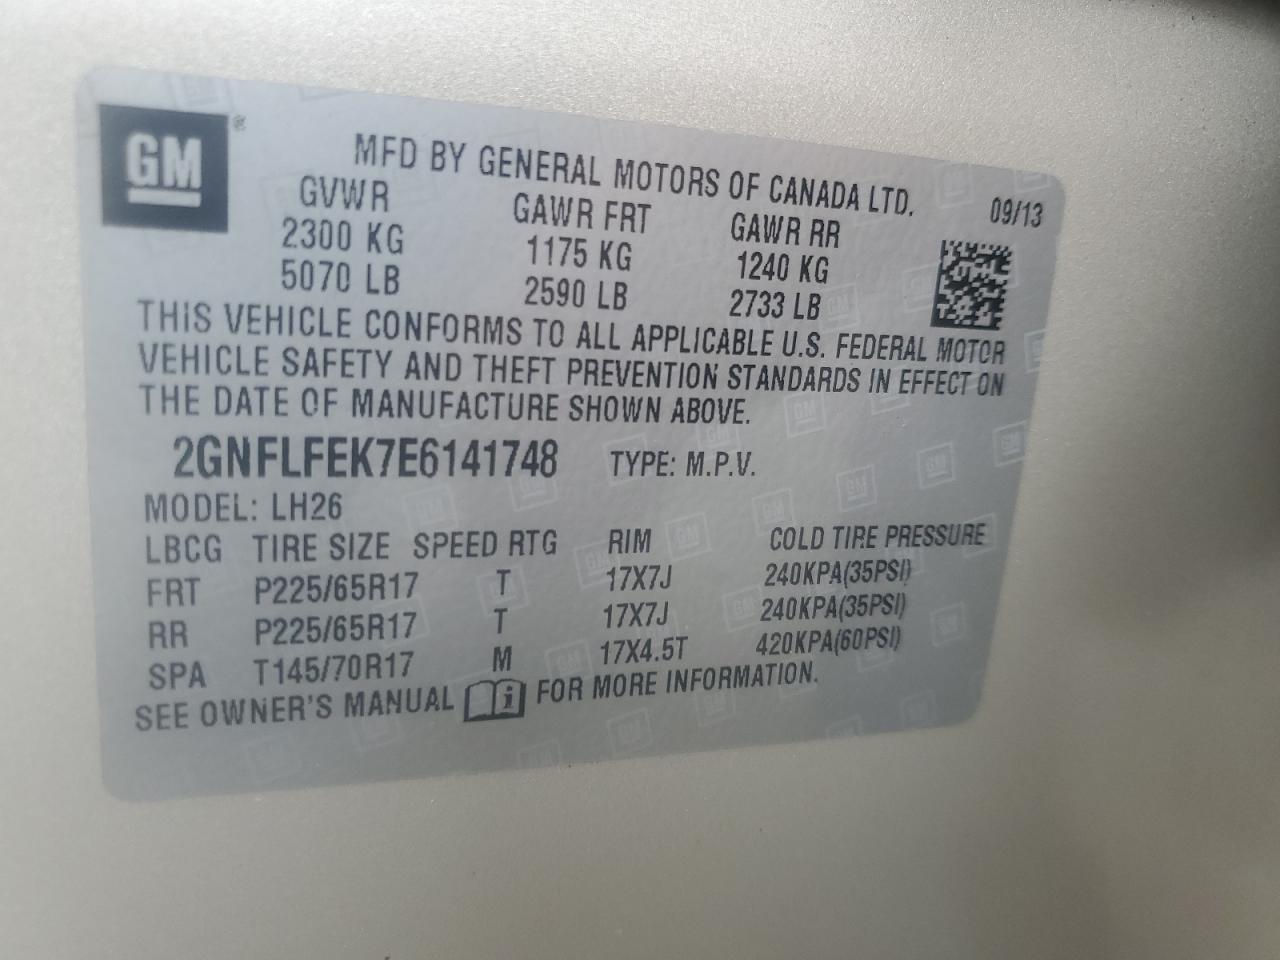 GM®
MFD BY GENERAL MOTORS OF CANADA LTD. 09/13
GVWR GAWR FRT GAWR RR
2300 KG 1175 KG 1240 KG
5070 LB 2590 LB 2733 LB
THIS VEHICLE CONFORMS TO ALL APPLICABLE U.S. FEDERAL MOTOR
VEHICLE SAFETY AND THEFT PREVENTION STANDARDS IN EFFECT ON
THE DATE OF MANUFACTURE SHOWN ABOVE.
2GNFLFEK7E6141748 TYPE: M.P.V.
MODEL: LH26
LBCG TIRE SIZE SPEED RTG RIM COLD TIRE PRESSURE
FRT P225/65R17 T 17X7J 240KPA(35PSI)
RR P225/65R17 T 17X7J 240KPA(35PSI)
SPA T145/70R17 M 17X4.5T 420KPA(60PSI)
SEE OWNER'S MANUAL i FOR MORE INFORMATION.